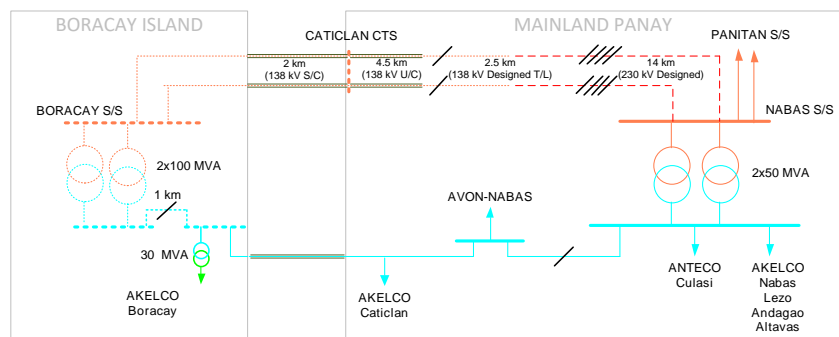 BORACAY ISLAND
MAINLAND PANAY
CATICLAN CTS
PANITAN S/S
2 km
(138 kV S/C)
4.5 km
(138 kV U/C)
2.5 km
(138 kV Designed T/L)
14 km
(230 kV Designed)
BORACAY S/S
NABAS S/S
2x100 MVA
2x50 MVA
1 km
AVON-NABAS
30 MVA
AKELCO
Boracay
AKELCO
Caticlan
ANTECO
Culasi
AKELCO
Nabas
Lezo
Andagao
Altavas